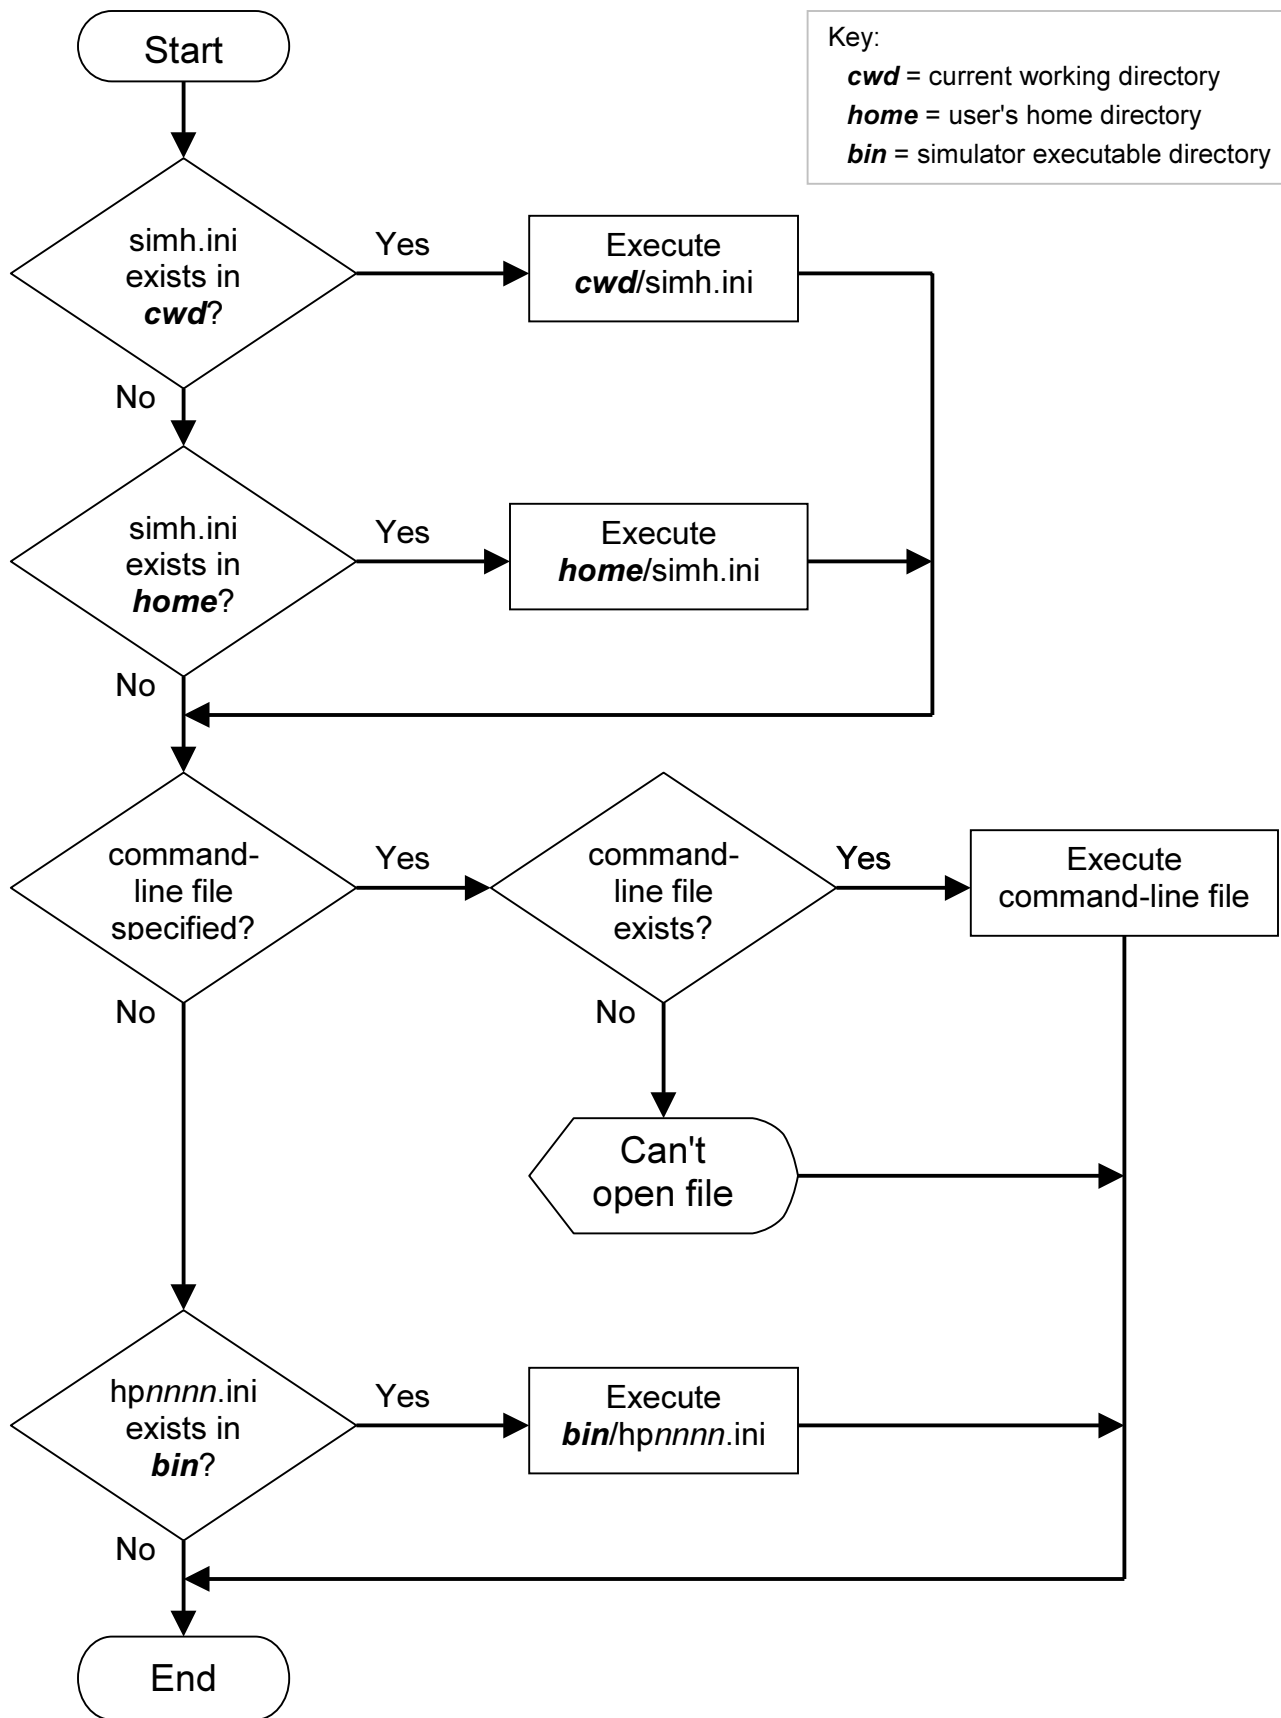 Start
Key:
cwd = current working directory
home = user's home directory
bin = simulator executable directory
simh.ini
exists in
cwd?
Yes
Execute
cwd/simh.ini
No
simh.ini
exists in
home?
Yes
Execute
home/simh.ini
No
command-
line file
specified?
Yes
command-
line file
exists?
Yes
Execute
command-line file
No
No
Can't
open file
hpnnnn.ini
exists in
bin?
Yes
Execute
bin/hpnnnn.ini
No
End